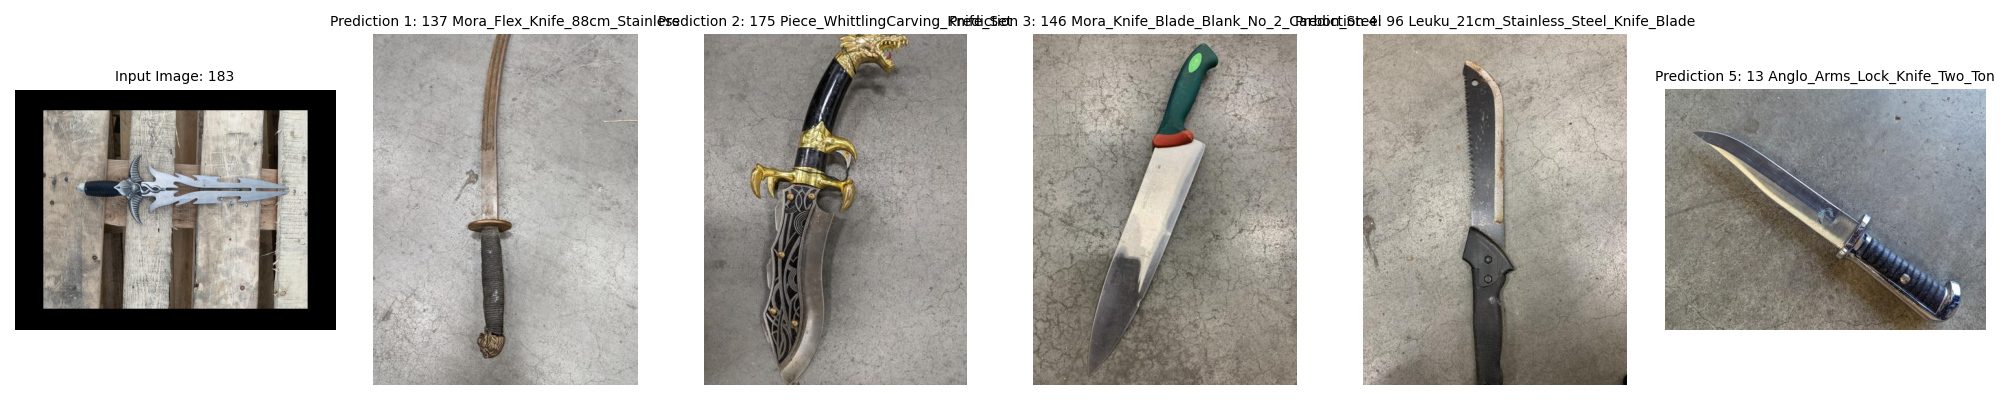 Prediction 1: 137 Mora_Flex_Knife_88cm_Stainless
Prediction 2: 175 Piece_WhittlingCarving_Knife_Set
Prediction 3: 146 Mora_Knife_Blade_Blank_No_2_Carbon_Steel
Prediction 4: 96 Leuku_21cm_Stainless_Steel_Knife_Blade
Input Image: 183
Prediction 5: 13 Anglo_Arms_Lock_Knife_Two_Ton